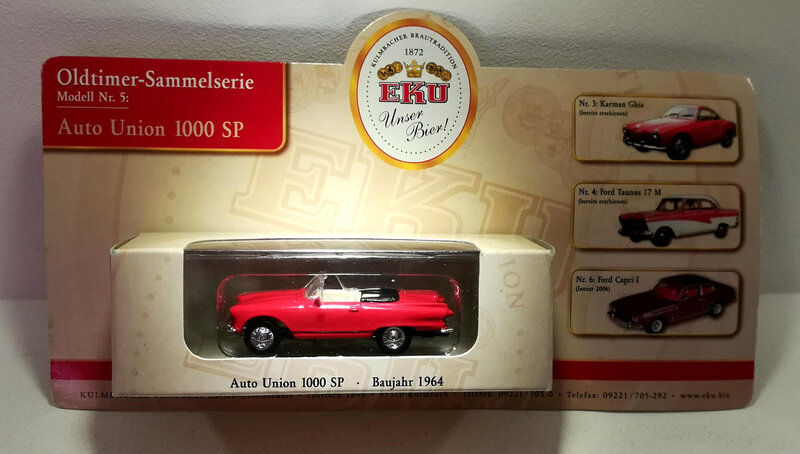 Oldtimer-Sammelserie
Modell Nr. 5:
Auto Union 1000 SP
KULMBACHER BRAUTRADITION
1872
EKU
Unser
Bier!
Nr. 3: Karman Ghia
(bereits erschienen)
Nr. 4: Ford Taunus 17 M
(bereits erschienen)
Nr. 6: Ford Capri I
(Januar 2006)
EKU
Auto Union 1000 SP · Baujahr 1964
Kulmbach · Telefon: 09221/705-0 · Telefax: 09221/705-292 · www.eku.biz